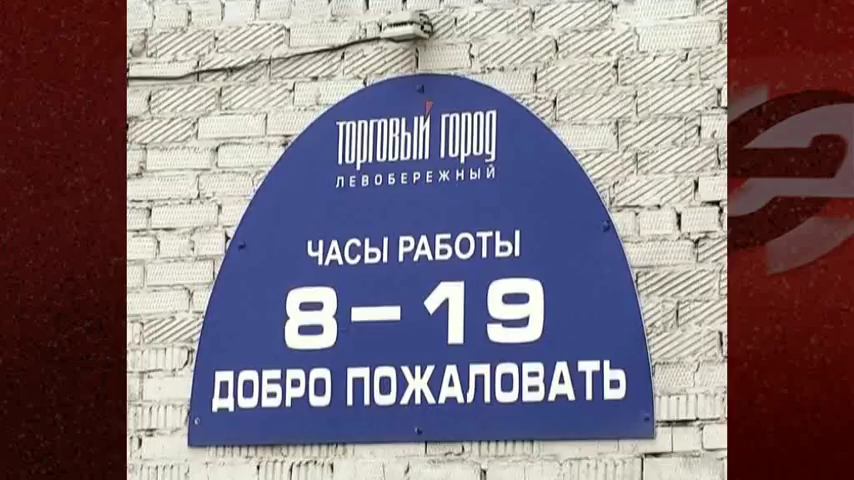 ТОРГОВЫЙ ГОРОД
ЛЕВОБЕРЕЖНЫЙ
ЧАСЫ РАБОТЫ
8–19
ДОБРО ПОЖАЛОВАТЬ